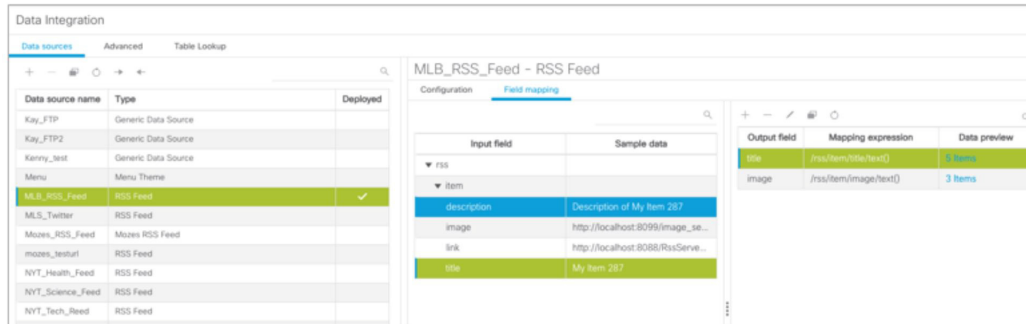 Data Integration
Data sources Advanced Table Lookup
MLB_RSS_Feed - RSS Feed
Configuration Field mapping
Data source name Type Deployed
Kay_FTP Generic Data Source
Kay_FTP2 Generic Data Source
Kenny_test Generic Data Source
Menu Menu Theme
MLB_RSS_Feed RSS Feed
MLS_Twitter RSS Feed
Mozes_RSS_Feed Mozes RSS Feed
mozes_testurl RSS Feed
NYT_Health_Feed RSS Feed
NYT_Science_Feed RSS Feed
NYT_Tech_Reed RSS Feed
Input field Sample data
rss
item
description Description of My Item 287
image http://localhost:8099/image_se...
link http://localhost:8088/RssServe...
title My Item 287
Output field Mapping expression Data preview
title /rss/item/title/text() 5 Items
image /rss/item/image/text() 3 Items